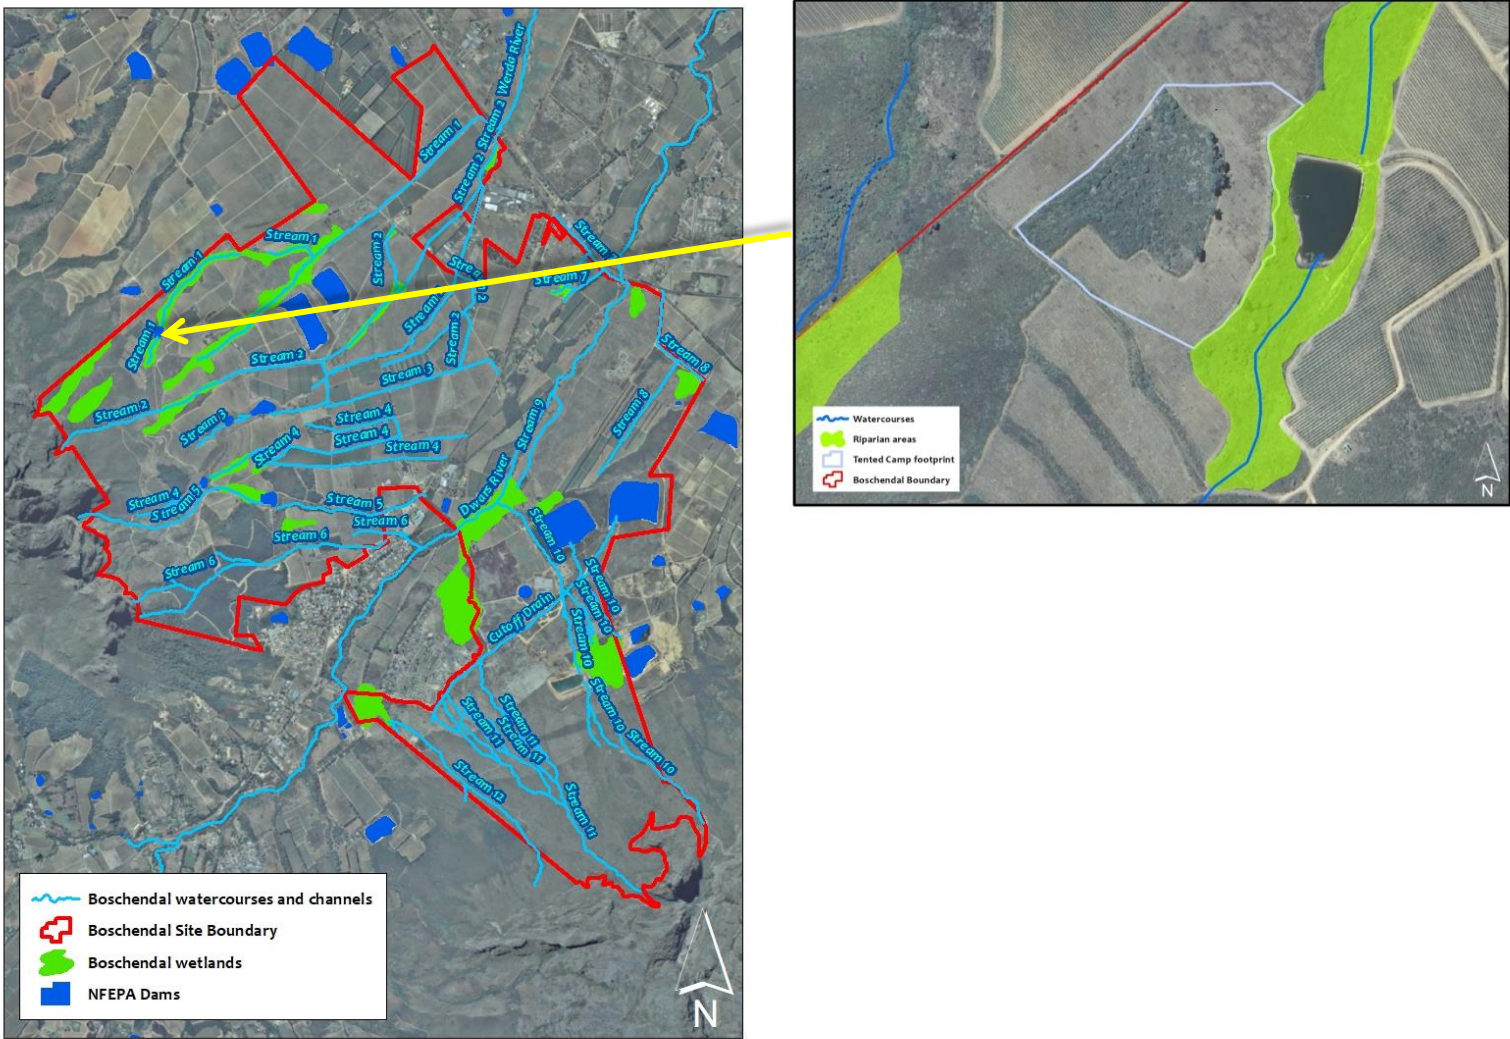 Stream 2 Werda River
Stream 1
Stream 2
Stream 1
Stream 2
Stream 1
Stream 7
Stream 1
Stream 2
Stream 2
Stream 8
Stream 3
Stream 2
Stream 3
Stream 4
Stream 8
Stream 9
Stream 4
Stream 4
Stream 4
Stream 4
Stream 5
Stream 5
Dwars River
Stream 6
Stream 6
Stream 10
Stream 6
Stream 10
Stream 10
Cutoff Drain
Stream 10
Stream 10
Stream 11
Stream 11
Stream 11
Stream 10
Stream 12
Stream 11
Boschendal watercourses and channels
Boschendal Site Boundary
Boschendal wetlands
NFEPA Dams
N
Watercourses
Riparian areas
Tented Camp footprint
Boschendal Boundary
N